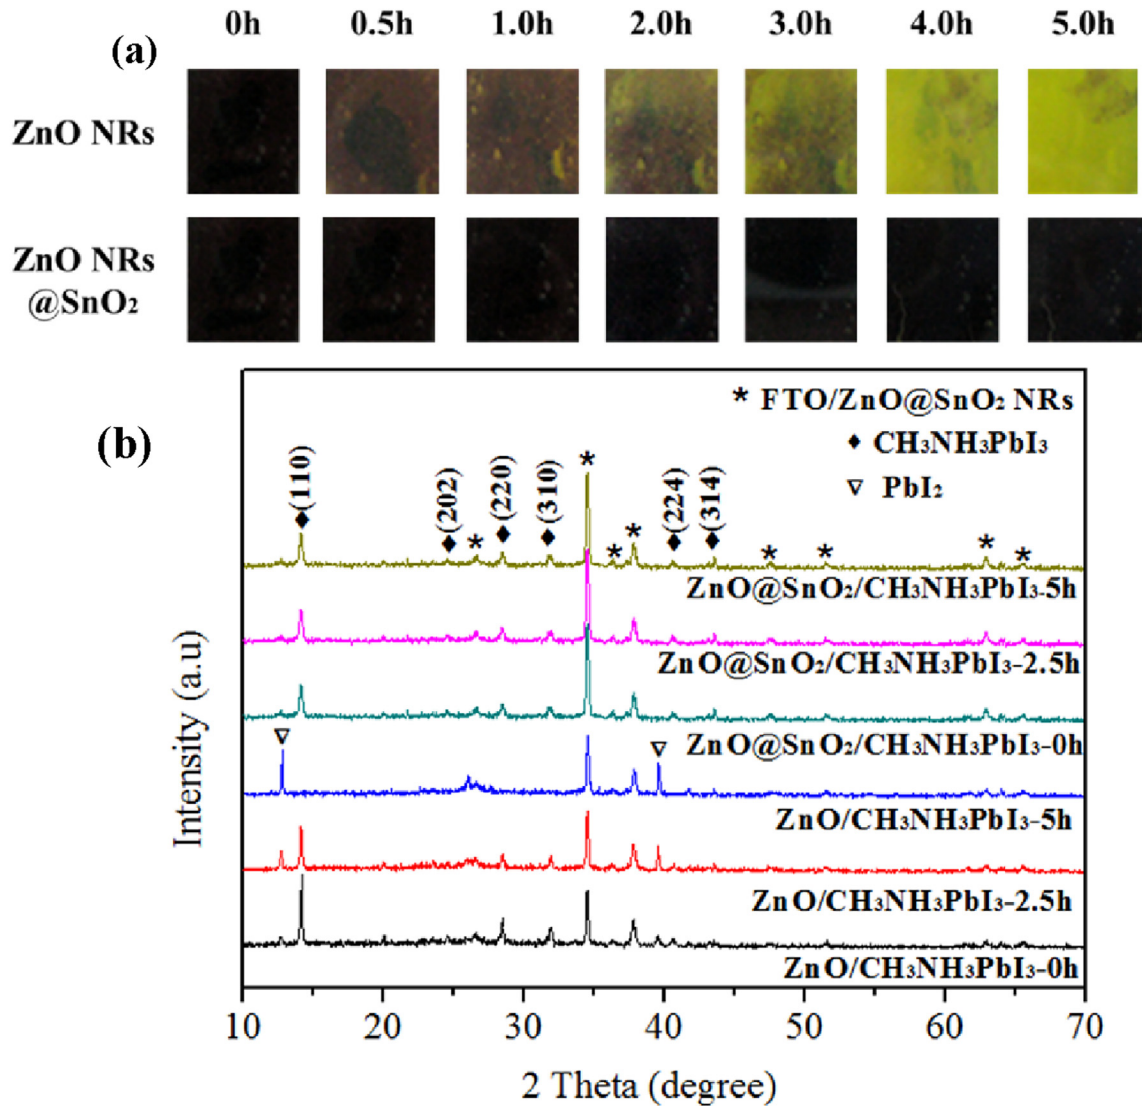 0h 0.5h 1.0h 2.0h 3.0h 4.0h 5.0h
(a)
ZnO NRs
ZnO NRs
@SnO₂
(b)
* FTO/ZnO@SnO₂ NRs
♦ CH₃NH₃PbI₃
▽ PbI₂
♦(110) ♦(202) * ♦(220) ♦(310) * * * ♦(224) ♦(314) * * * *
ZnO@SnO₂/CH₃NH₃PbI₃-5h
ZnO@SnO₂/CH₃NH₃PbI₃-2.5h
ZnO@SnO₂/CH₃NH₃PbI₃-0h
▽ ▽
ZnO/CH₃NH₃PbI₃-5h
ZnO/CH₃NH₃PbI₃-2.5h
ZnO/CH₃NH₃PbI₃-0h
Intensity (a.u)
10 20 30 40 50 60 70
2 Theta (degree)